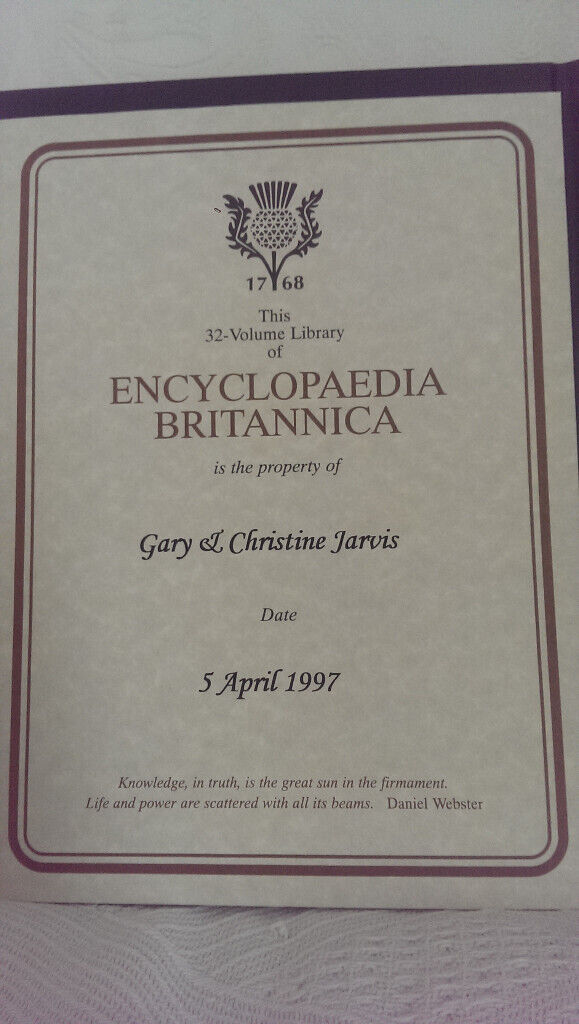 1768
This
32-Volume Library
of
ENCYCLOPAEDIA
BRITANNICA
is the property of
Gary & Christine Jarvis
Date
5 April 1997
Knowledge, in truth, is the great sun in the firmament.
Life and power are scattered with all its beams. Daniel Webster